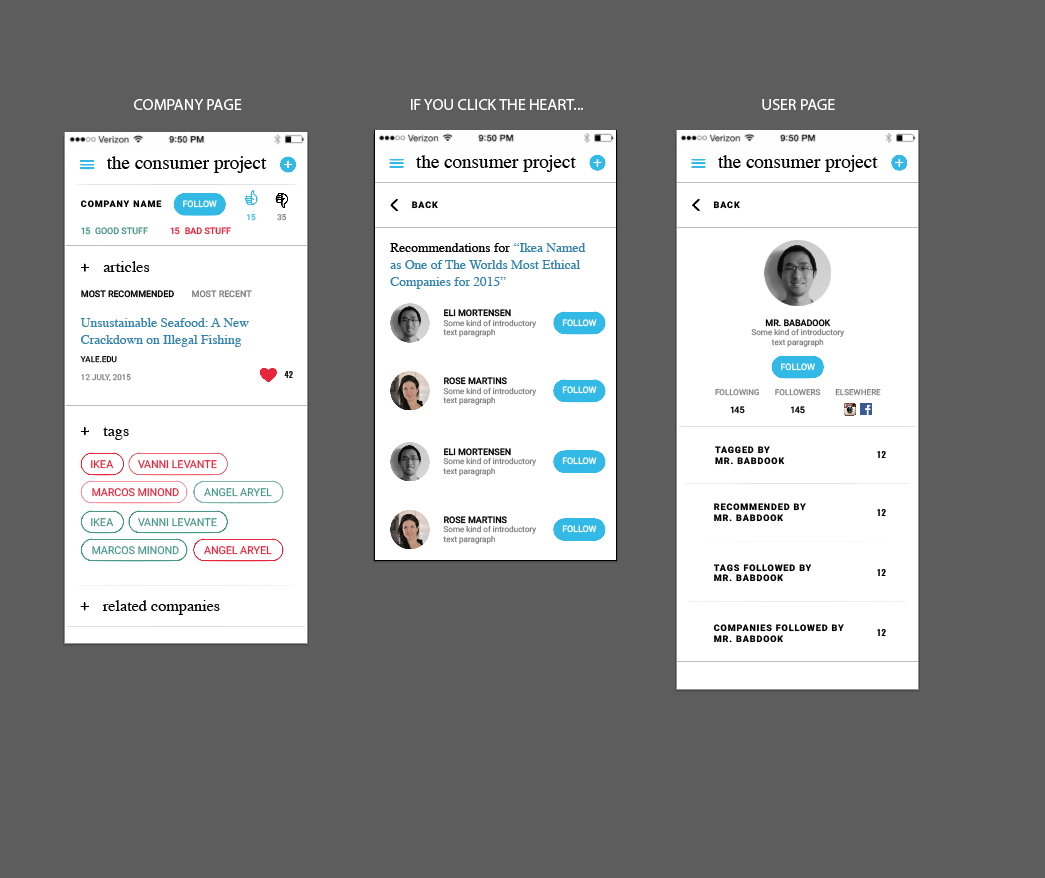 COMPANY PAGE
Verizon 9:50 PM
the consumer project
COMPANY NAME FOLLOW 15 35
15 GOOD STUFF 15 BAD STUFF
+ articles
MOST RECOMMENDED MOST RECENT
Unsustainable Seafood: A New
Crackdown on Illegal Fishing
YALE.EDU
12 JULY, 2015 42
+ tags
IKEA VANNI LEVANTE
MARCOS MINOND ANGEL ARYEL
IKEA VANNI LEVANTE
MARCOS MINOND ANGEL ARYEL
+ related companies
IF YOU CLICK THE HEART...
Verizon 9:50 PM
the consumer project
BACK
Recommendations for “Ikea Named
as One of The Worlds Most Ethical
Companies for 2015”
ELI MORTENSEN
Some kind of introductory
text paragraph
FOLLOW
ROSE MARTINS
Some kind of introductory
text paragraph
FOLLOW
ELI MORTENSEN
Some kind of introductory
text paragraph
FOLLOW
ROSE MARTINS
Some kind of introductory
text paragraph
FOLLOW
USER PAGE
Verizon 9:50 PM
the consumer project
BACK
MR. BABADOOK
Some kind of introductory
text paragraph
FOLLOW
FOLLOWING FOLLOWERS ELSEWHERE
145 145
TAGGED BY
MR. BABDOOK 12
RECOMMENDED BY
MR. BABDOOK 12
TAGS FOLLOWED BY
MR. BABDOOK 12
COMPANIES FOLLOWED BY
MR. BABDOOK 12